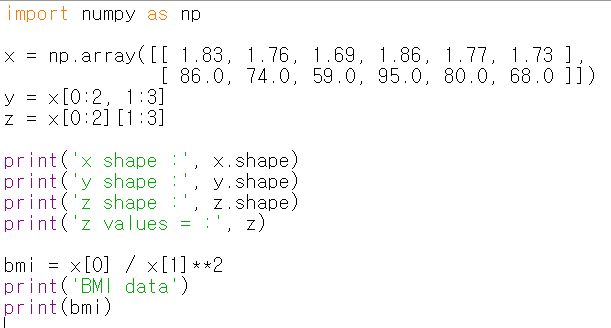 import numpy as np
x = np.array([[ 1.83, 1.76, 1.69, 1.86, 1.77, 1.73 ],
[ 86.0, 74.0, 59.0, 95.0, 80.0, 68.0 ]])
y = x[0:2, 1:3]
z = x[0:2][1:3]
print('x shape :', x.shape)
print('y shape :', y.shape)
print('z shape :', z.shape)
print('z values = :', z)
bmi = x[0] / x[1]**2
print('BMI data')
print(bmi)